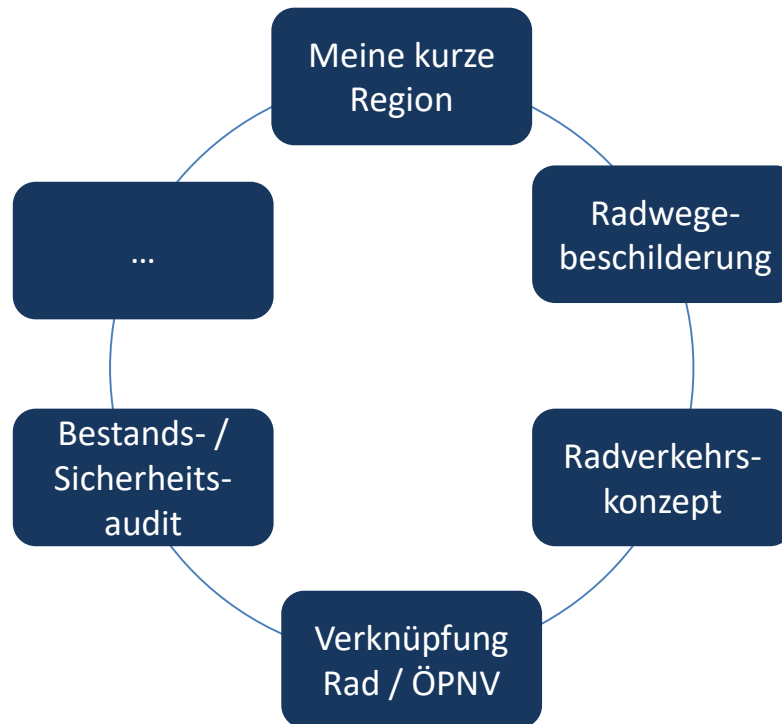 Meine kurze
Region
Radwege-
beschilderung
Radverkehrs-
konzept
Verknüpfung
Rad / ÖPNV
Bestands- /
Sicherheits-
audit
...